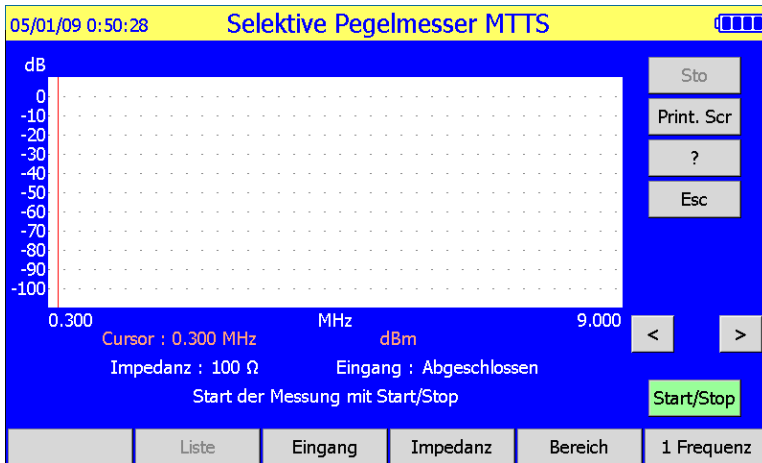 05/01/09 0:50:28 Selektive Pegelmesser MTTS
dB
0
-10
-20
-30
-40
-50
-60
-70
-80
-90
-100
0.300 MHz 9.000
Cursor : 0.300 MHz dBm
Impedanz : 100 Ω Eingang : Abgeschlossen
Start der Messung mit Start/Stop
Sto
Print. Scr
?
Esc
< >
Start/Stop
Liste Eingang Impedanz Bereich 1 Frequenz